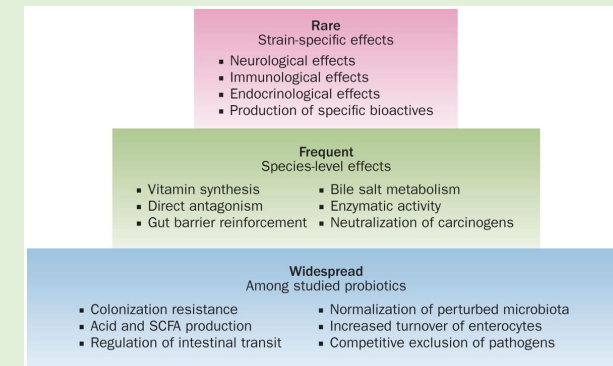 Rare
Strain-specific effects
▪ Neurological effects
▪ Immunological effects
▪ Endocrinological effects
▪ Production of specific bioactives
Frequent
Species-level effects
▪ Vitamin synthesis
▪ Direct antagonism
▪ Gut barrier reinforcement
▪ Bile salt metabolism
▪ Enzymatic activity
▪ Neutralization of carcinogens
Widespread
Among studied probiotics
▪ Colonization resistance
▪ Acid and SCFA production
▪ Regulation of intestinal transit
▪ Normalization of perturbed microbiota
▪ Increased turnover of enterocytes
▪ Competitive exclusion of pathogens